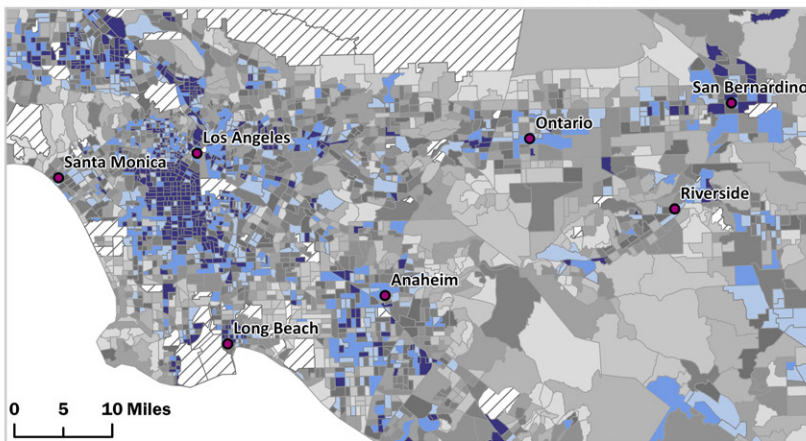 San Bernardino
Los Angeles
Ontario
Santa Monica
Riverside
Anaheim
Long Beach
0 5 10 Miles